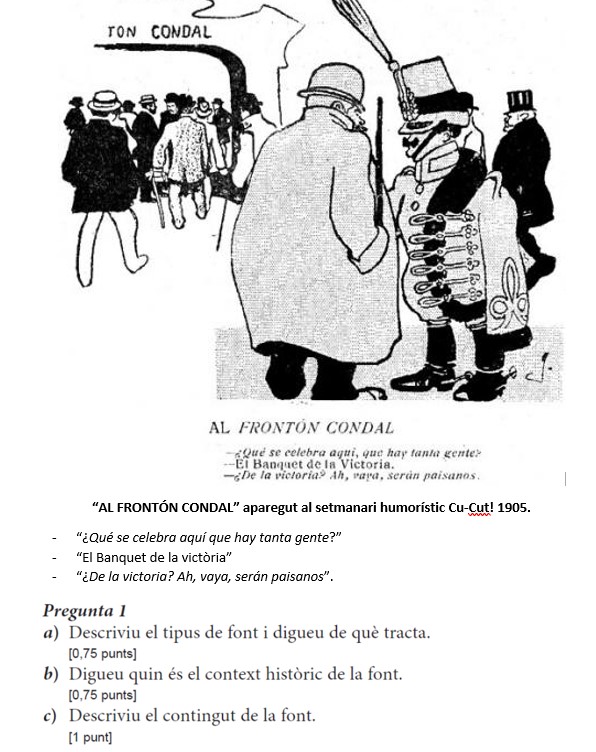 TON CONDAL
AL FRONTÓN CONDAL
—¿Qué se celebra aquí, que hay tanta gente?
—El Banquet de la Victoria.
—¿De la victoria? Ah, vaya, serán paisanos.
“AL FRONTÓN CONDAL” aparegut al setmanari humorístic Cu-Cut! 1905.
- “¿Qué se celebra aquí que hay tanta gente?”
- “El Banquet de la victòria”
- “¿De la victoria? Ah, vaya, serán paisanos”.
Pregunta 1
a) Descriviu el tipus de font i digueu de què tracta.
[0,75 punts]
b) Digueu quin és el context històric de la font.
[0,75 punts]
c) Descriviu el contingut de la font.
[1 punt]